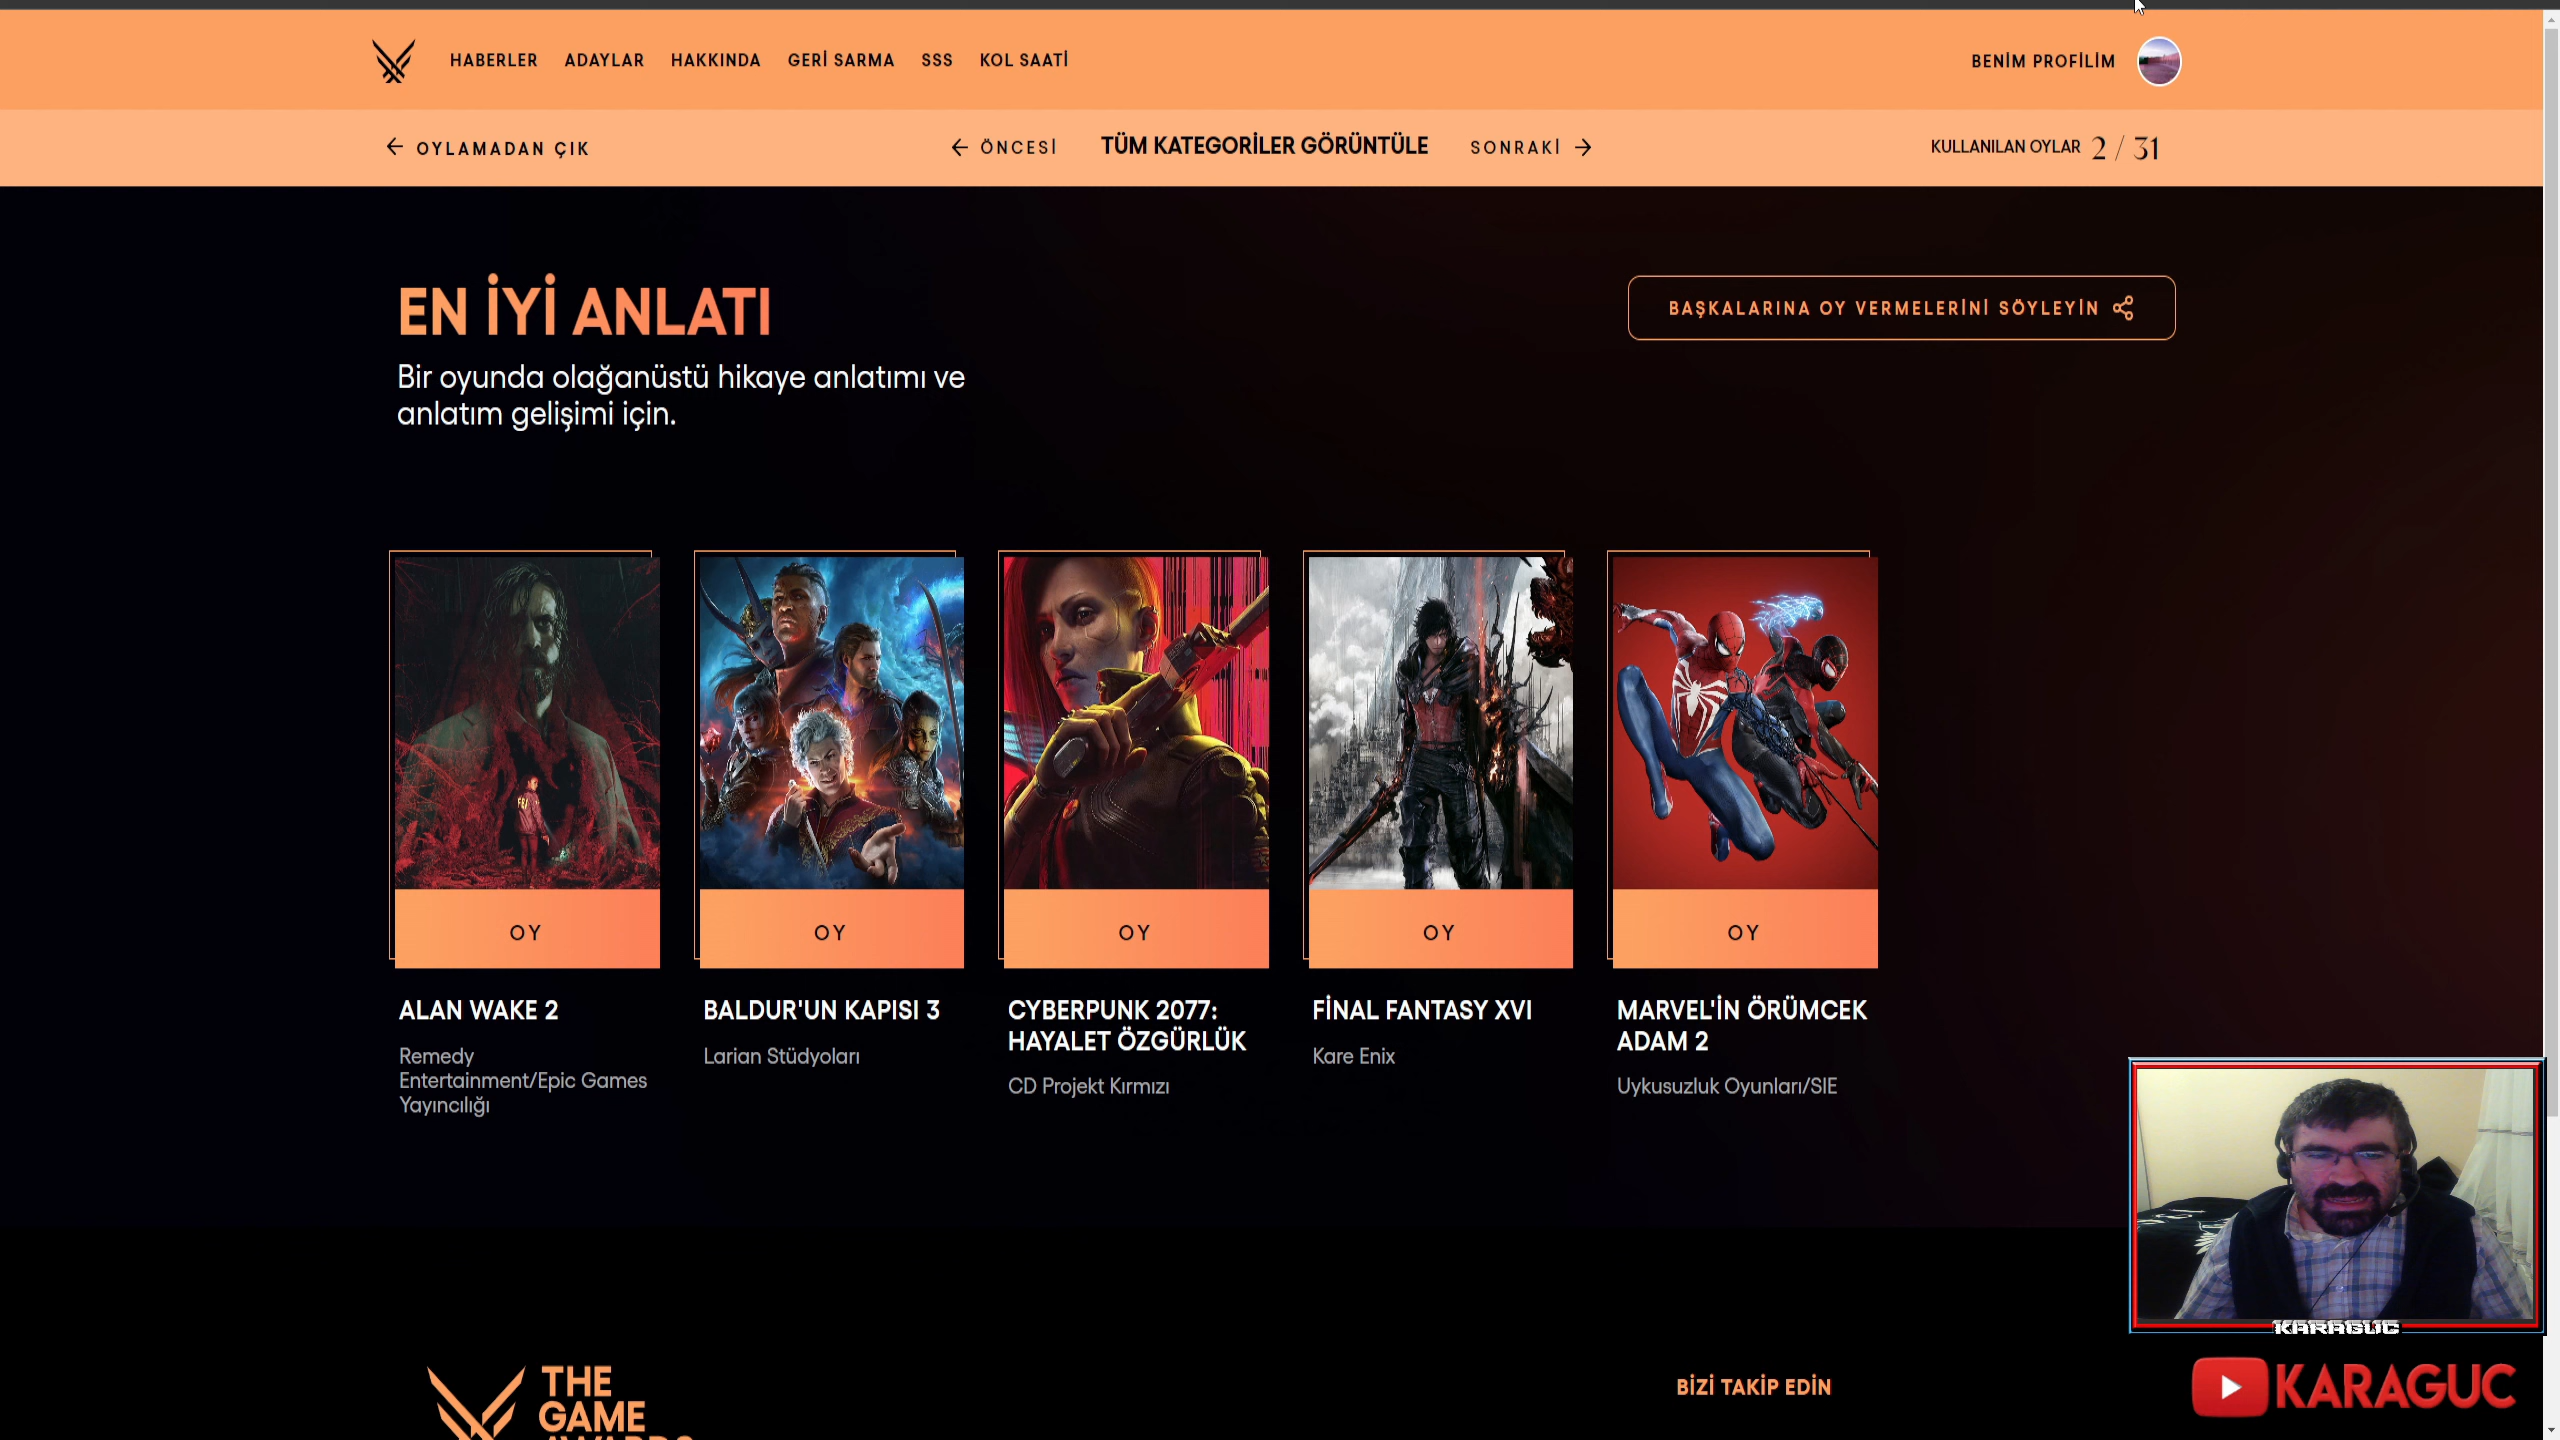 HABERLER ADAYLAR HAKKINDA GERİ SARMA SSS KOL SAATİ
BENİM PROFİLİM
OYLAMADAN ÇIK
ÖNCESİ TÜM KATEGORİLER GÖRÜNTÜLE SONRAKİ
KULLANILAN OYLAR 2 / 31
EN İYİ ANLATI
BAŞKALARINA OY VERMELERİNİ SÖYLEYİN
Bir oyunda olağanüstü hikaye anlatımı ve
anlatım gelişimi için.
FBI
OY OY OY OY OY
ALAN WAKE 2
Remedy
Entertainment/Epic Games
Yayıncılığı
BALDUR'UN KAPISI 3
Larian Stüdyoları
CYBERPUNK 2077:
HAYALET ÖZGÜRLÜK
CD Projekt Kırmızı
FİNAL FANTASY XVI
Kare Enix
MARVEL'İN ÖRÜMCEK
ADAM 2
Uykusuzluk Oyunları/SIE
KARAGUC
THE
GAME
AWARDS
BİZİ TAKİP EDİN
KARAGUC